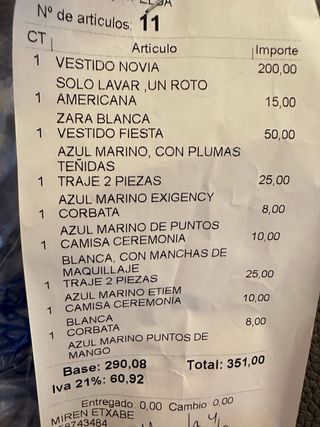 Nº de artículos: 11
CT Artículo Importe
1 VESTIDO NOVIA 200,00
SOLO LAVAR ,UN ROTO
1 AMERICANA 15,00
ZARA BLANCA
1 VESTIDO FIESTA 50,00
AZUL MARINO, CON PLUMAS
TEÑIDAS
1 TRAJE 2 PIEZAS 25,00
AZUL MARINO EXIGENCY
1 CORBATA 8,00
AZUL MARINO DE PUNTOS
1 CAMISA CEREMONIA 10,00
BLANCA, CON MANCHAS DE
MAQUILLAJE
1 TRAJE 2 PIEZAS 25,00
AZUL MARINO ETIEM
1 CAMISA CEREMONIA 10,00
BLANCA
1 CORBATA 8,00
AZUL MARINO PUNTOS DE
MANGO
Base: 290,08 Total: 351,00
Iva 21%: 60,92
Entregado 0,00 Cambio 0,00
MIREN ETXABE
8743484